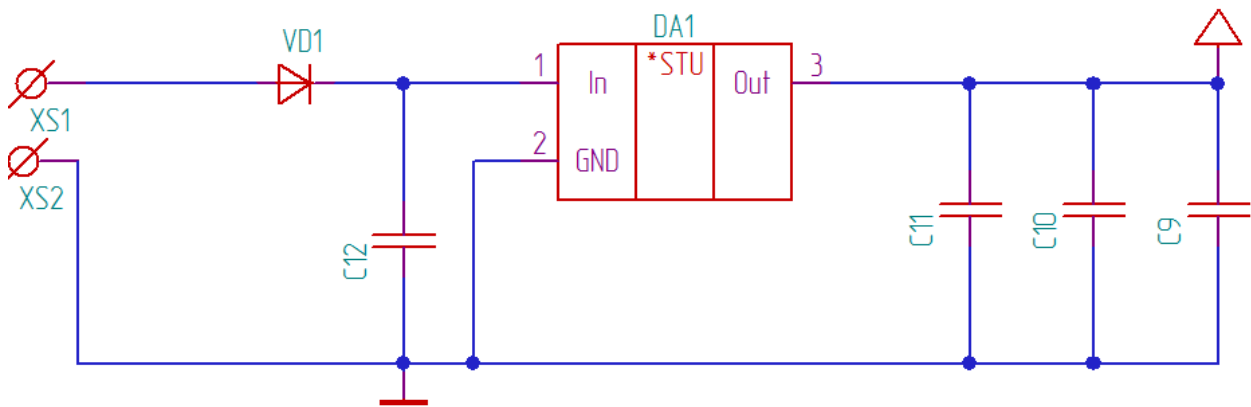 DA1
VD1
*STU
1
In
Out
3
XS1
2
GND
XS2
C12
C11
C10
C9